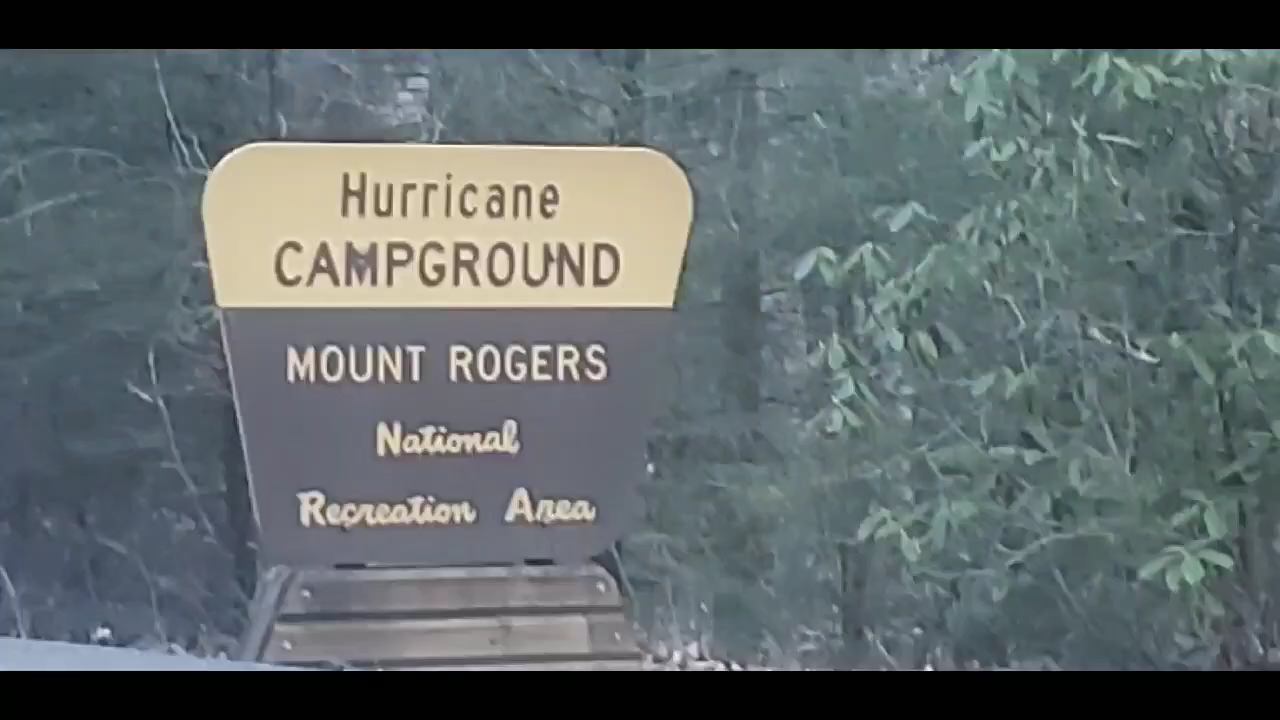 Hurricane
CAMPGROUND
MOUNT ROGERS
National
Recreation Area